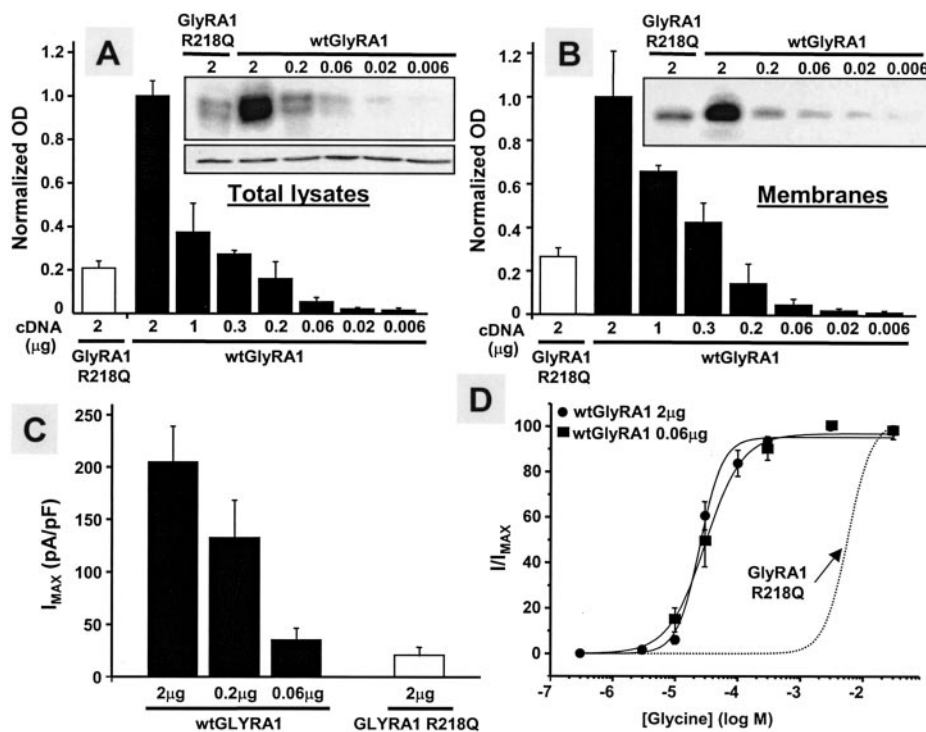 A
GlyRA1
R218Q
wtGlyRA1
2 2 0.2 0.06 0.02 0.006
Normalized OD
1.0
0.8
0.6
0.4
0.2
0
Total lysates
cDNA
(μg)
2 2 1 0.3 0.2 0.06 0.02 0.006
GlyRA1
R218Q
wtGlyRA1
B
GlyRA1
R218Q
wtGlyRA1
2 2 0.2 0.06 0.02 0.006
Normalized OD
1.0
0.8
0.6
0.4
0.2
0
Membranes
cDNA
(μg)
2 2 1 0.3 0.2 0.06 0.02 0.006
GlyRA1
R218Q
wtGlyRA1
C
IMAX (pA/pF)
250
200
150
100
50
0
2μg 0.2μg 0.06μg 2μg
wtGLYRA1 GLYRA1 R218Q
D
wtGlyRA1 2μg
wtGlyRA1 0.06μg
I/IMAX
100
80
60
40
20
0
GlyRA1
R218Q
-7 -6 -5 -4 -3 -2 -1
[Glycine] (log M)